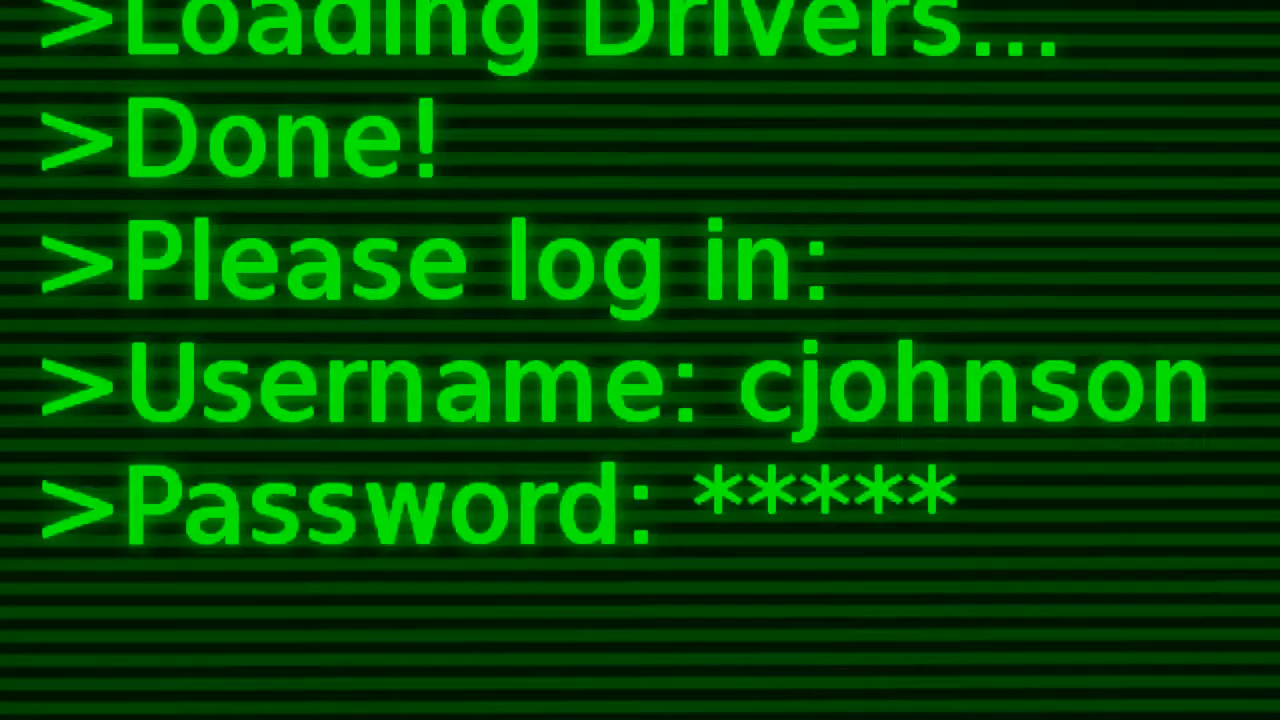 >Loading Drivers...
>Done!
>Please log in:
>Username: cjohnson
>Password: *****